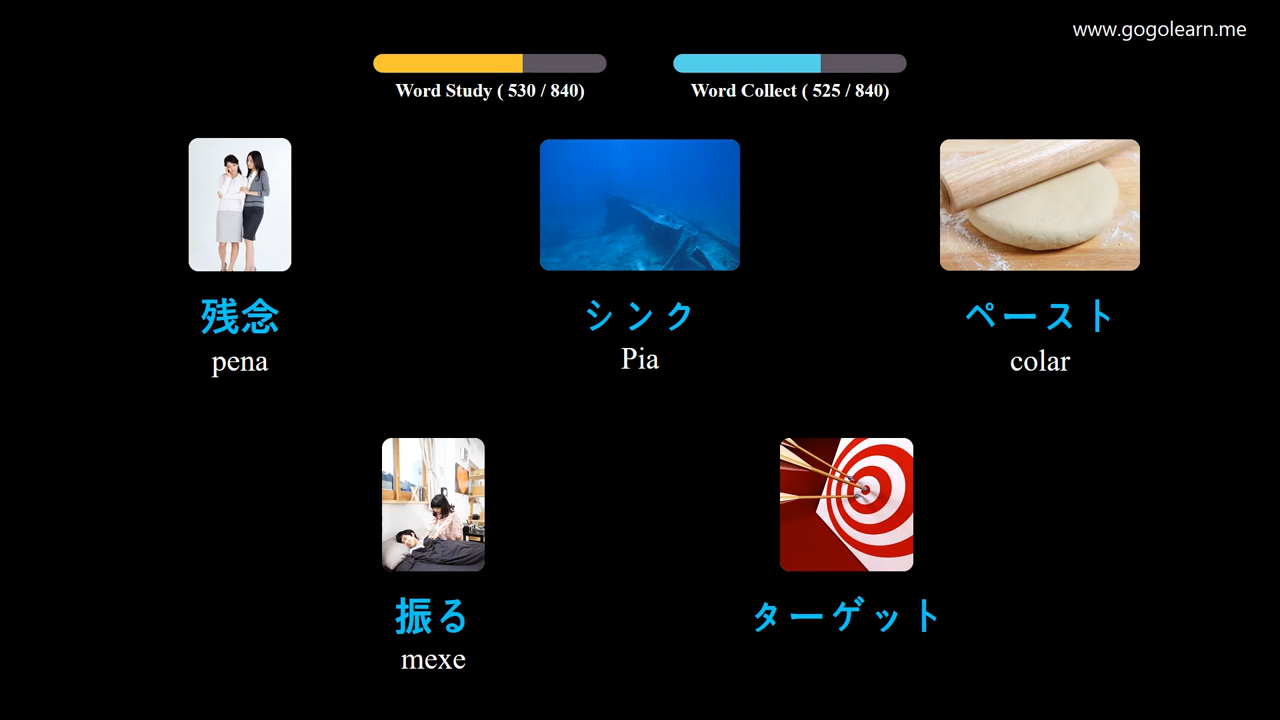 www.gogolearn.me
Word Study ( 530 / 840)
Word Collect ( 525 / 840)
残念
pena
シンク
Pia
ペースト
colar
振る
mexe
ターゲット